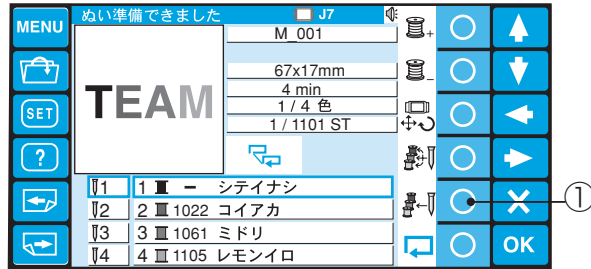 MENU
ぬい準備できました J7
M_001
67x17mm
4 min
1 / 4 色
1 / 1101 ST
TEAM
SET
?
1 1 － シテイナシ
2 2 1022 コイアカ
3 3 1061 ミドリ
4 4 1105 レモンイロ
OK
①